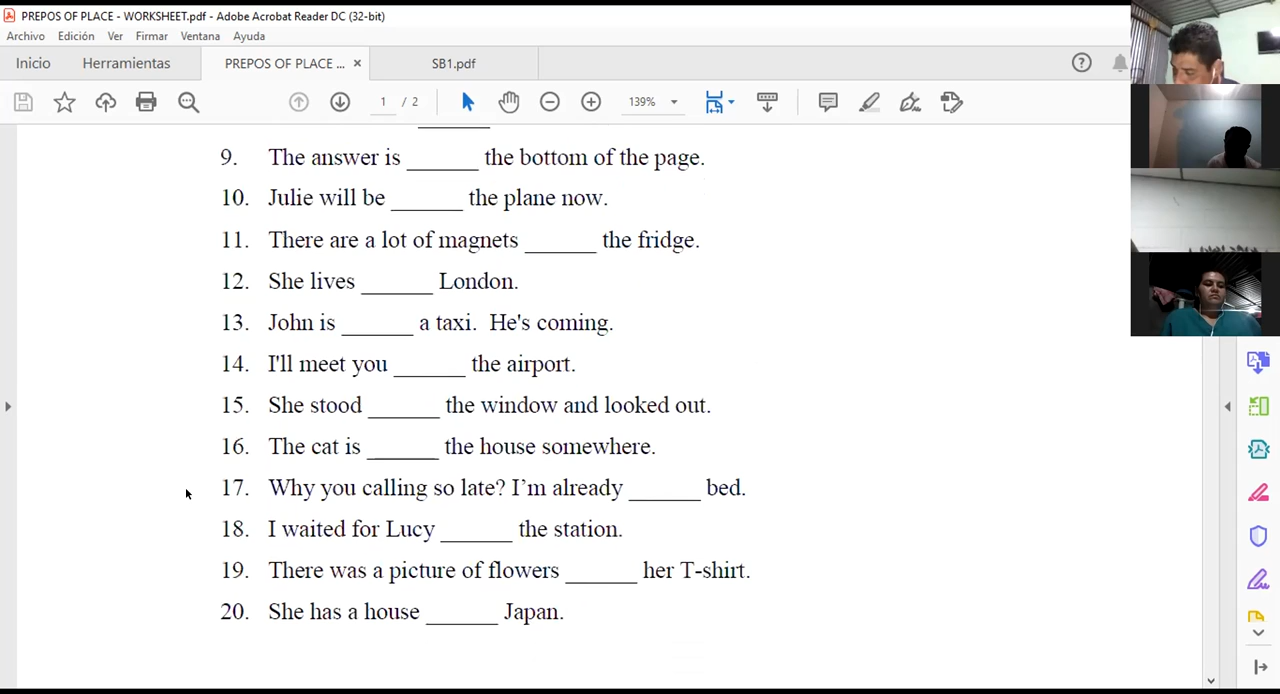 PREPOS OF PLACE - WORKSHEET.pdf - Adobe Acrobat Reader DC (32-bit)
Archivo Edición Ver Firmar Ventana Ayuda
Inicio Herramientas PREPOS OF PLACE ... × SB1.pdf
1 / 2 139%
9. The answer is ______ the bottom of the page.
10. Julie will be ______ the plane now.
11. There are a lot of magnets ______ the fridge.
12. She lives ______ London.
13. John is ______ a taxi. He's coming.
14. I'll meet you ______ the airport.
15. She stood ______ the window and looked out.
16. The cat is ______ the house somewhere.
17. Why you calling so late? I’m already ______ bed.
18. I waited for Lucy ______ the station.
19. There was a picture of flowers ______ her T-shirt.
20. She has a house ______ Japan.